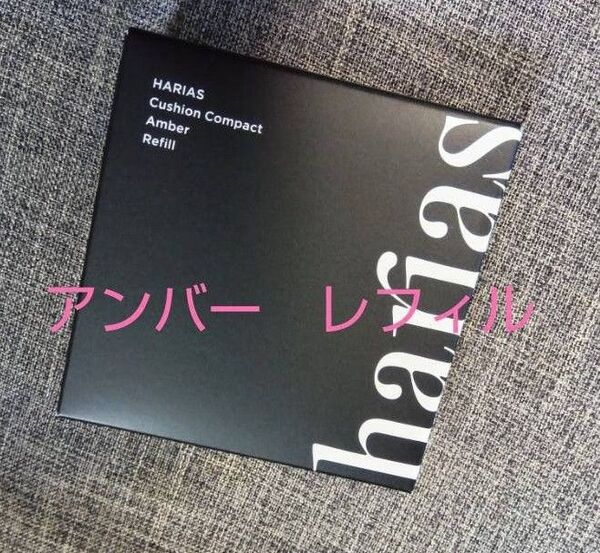 HARIAS
Cushion Compact
Amber
Refill
アンバー　レフィル
harias